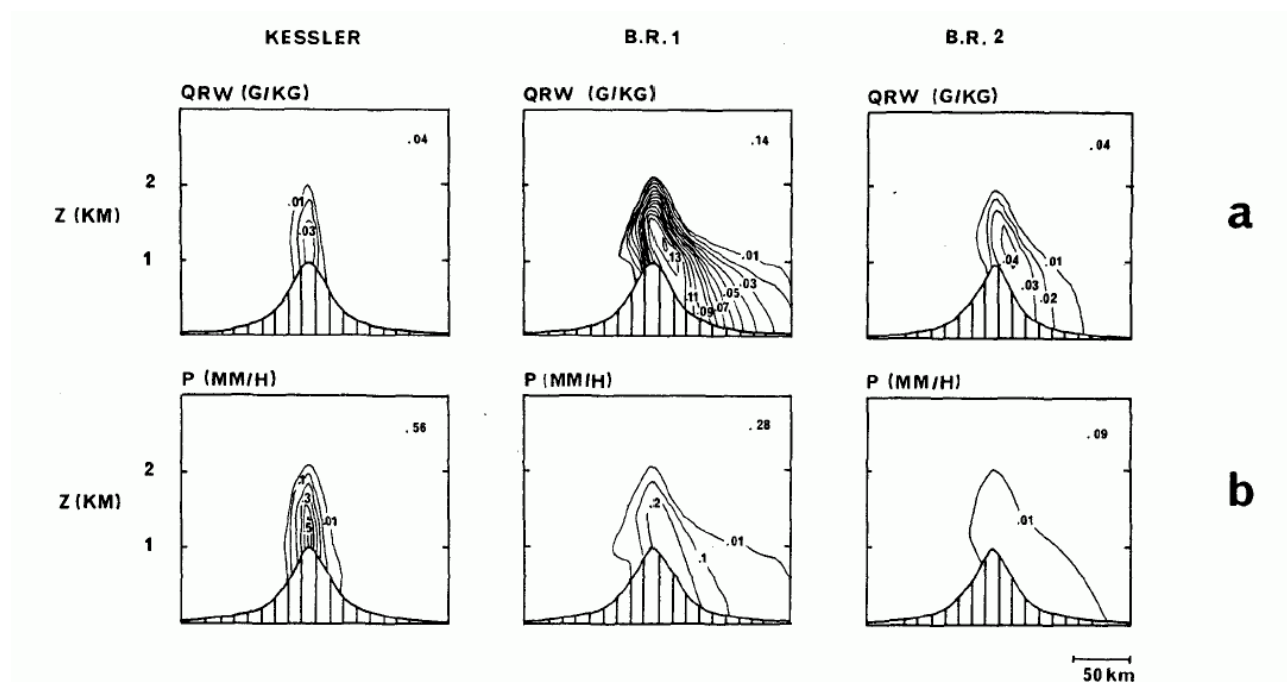 KESSLER B.R.1 B.R. 2
QRW (G/KG) QRW (G/KG) QRW (G/KG)
.04 .14 .04
2
.01
Z (KM) .03
1 .13 .01 .04 .01
.03 .03
.05 .02
.11 .09 .07
a
P (MM/H) P (MM/H) P (MM/H)
.56 .28 .09
2
.1
.3 .2
Z (KM) .5 .01 .01
1 .01
.1
b
50 km